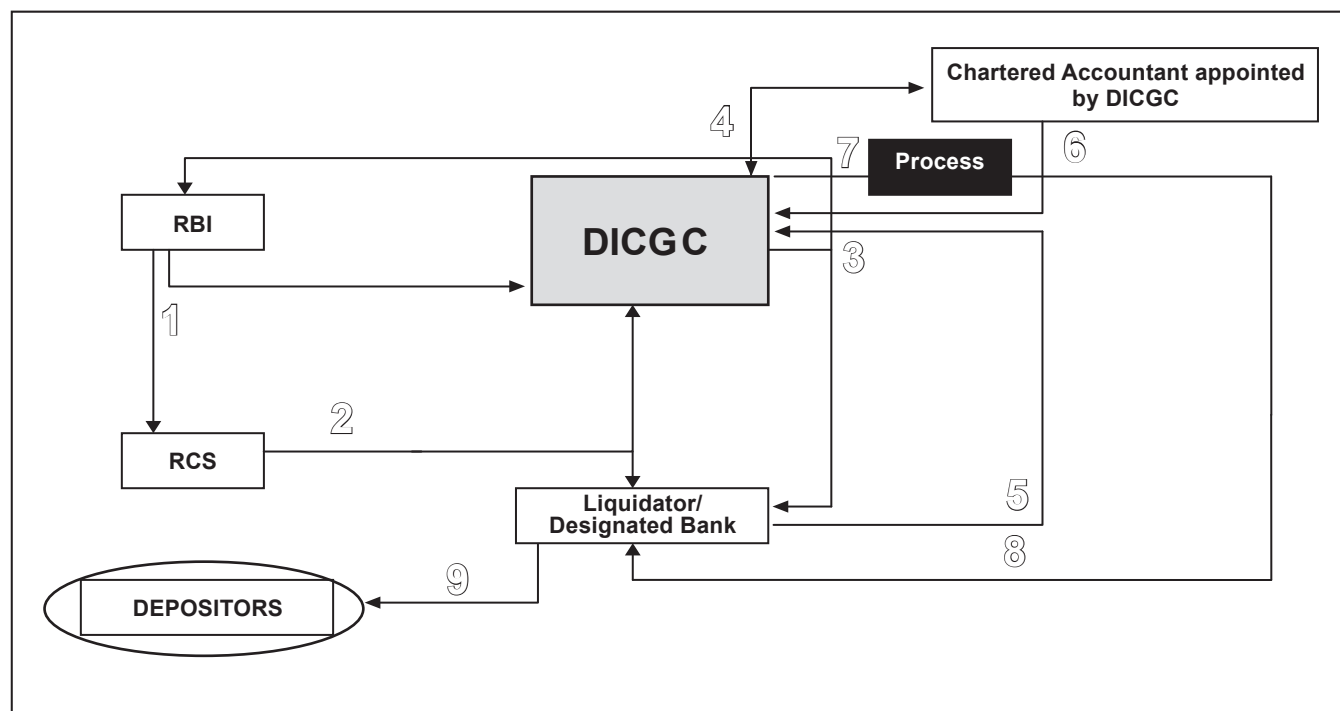 Chartered Accountant appointed
by DICGC
4
7
Process
6
RBI
DICGC
3
1
2
RCS
Liquidator/
Designated Bank
5
8
9
DEPOSITORS